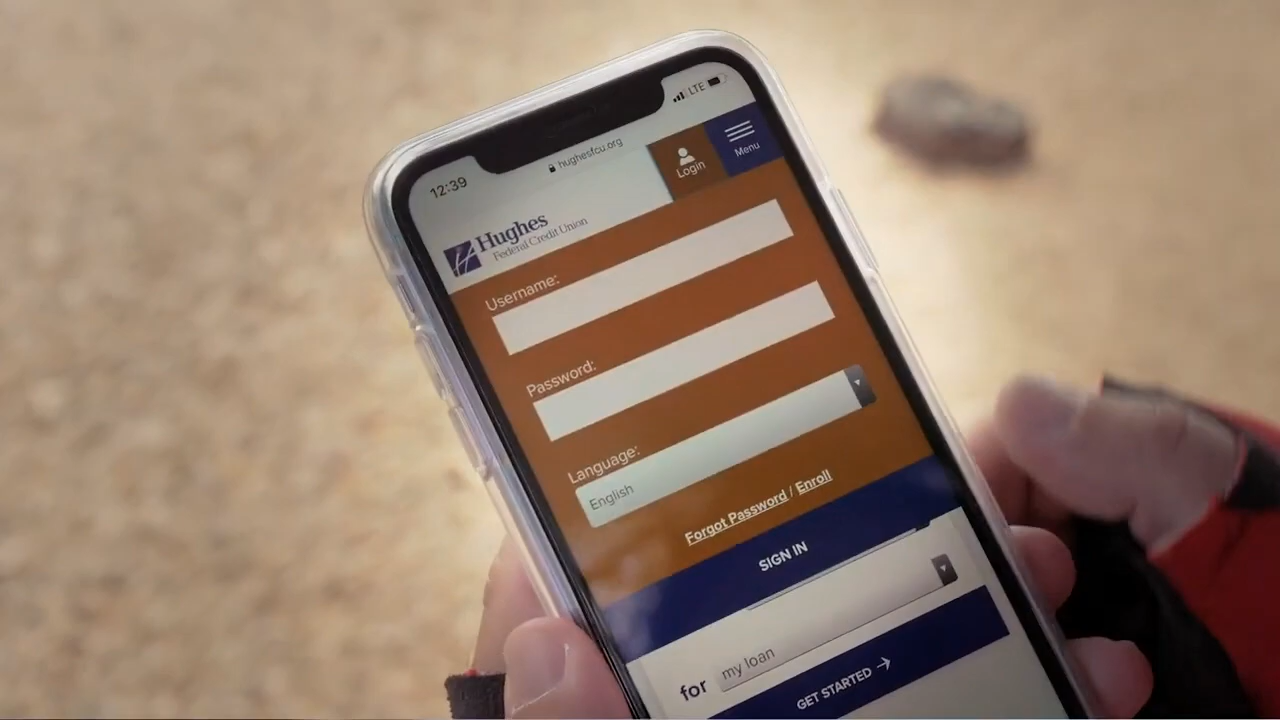 12:39
LTE
hughesfcu.org
Login
Menu
Hughes
Federal Credit Union
Username:
Password:
Language:
English
Forgot Password / Enroll
SIGN IN
for my loan
GET STARTED →